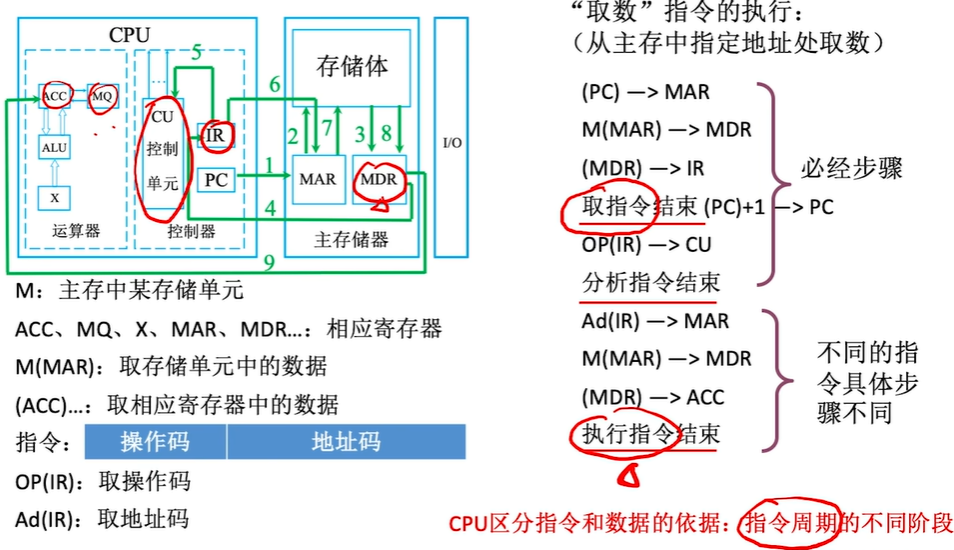 CPU
ACC
MQ
ALU
X
运算器
...
CU
控制
单元
IR
PC
控制器
5
6
1
4
9
存储体
2
7
3
8
MAR
MDR
主存储器
I/O
M：主存中某存储单元
ACC、MQ、X、MAR、MDR...：相应寄存器
M(MAR)：取存储单元中的数据
(ACC)...：取相应寄存器中的数据
指令： 操作码 地址码
OP(IR)：取操作码
Ad(IR)：取地址码
“取数”指令的执行：
（从主存中指定地址处取数）
(PC) —> MAR
M(MAR) —> MDR
(MDR) —> IR
取指令结束 (PC)+1 —> PC
OP(IR) —> CU
分析指令结束
必经步骤
Ad(IR) —> MAR
M(MAR) —> MDR
(MDR) —> ACC
执行指令结束
不同的指
令具体步
骤不同
CPU区分指令和数据的依据：指令周期的不同阶段